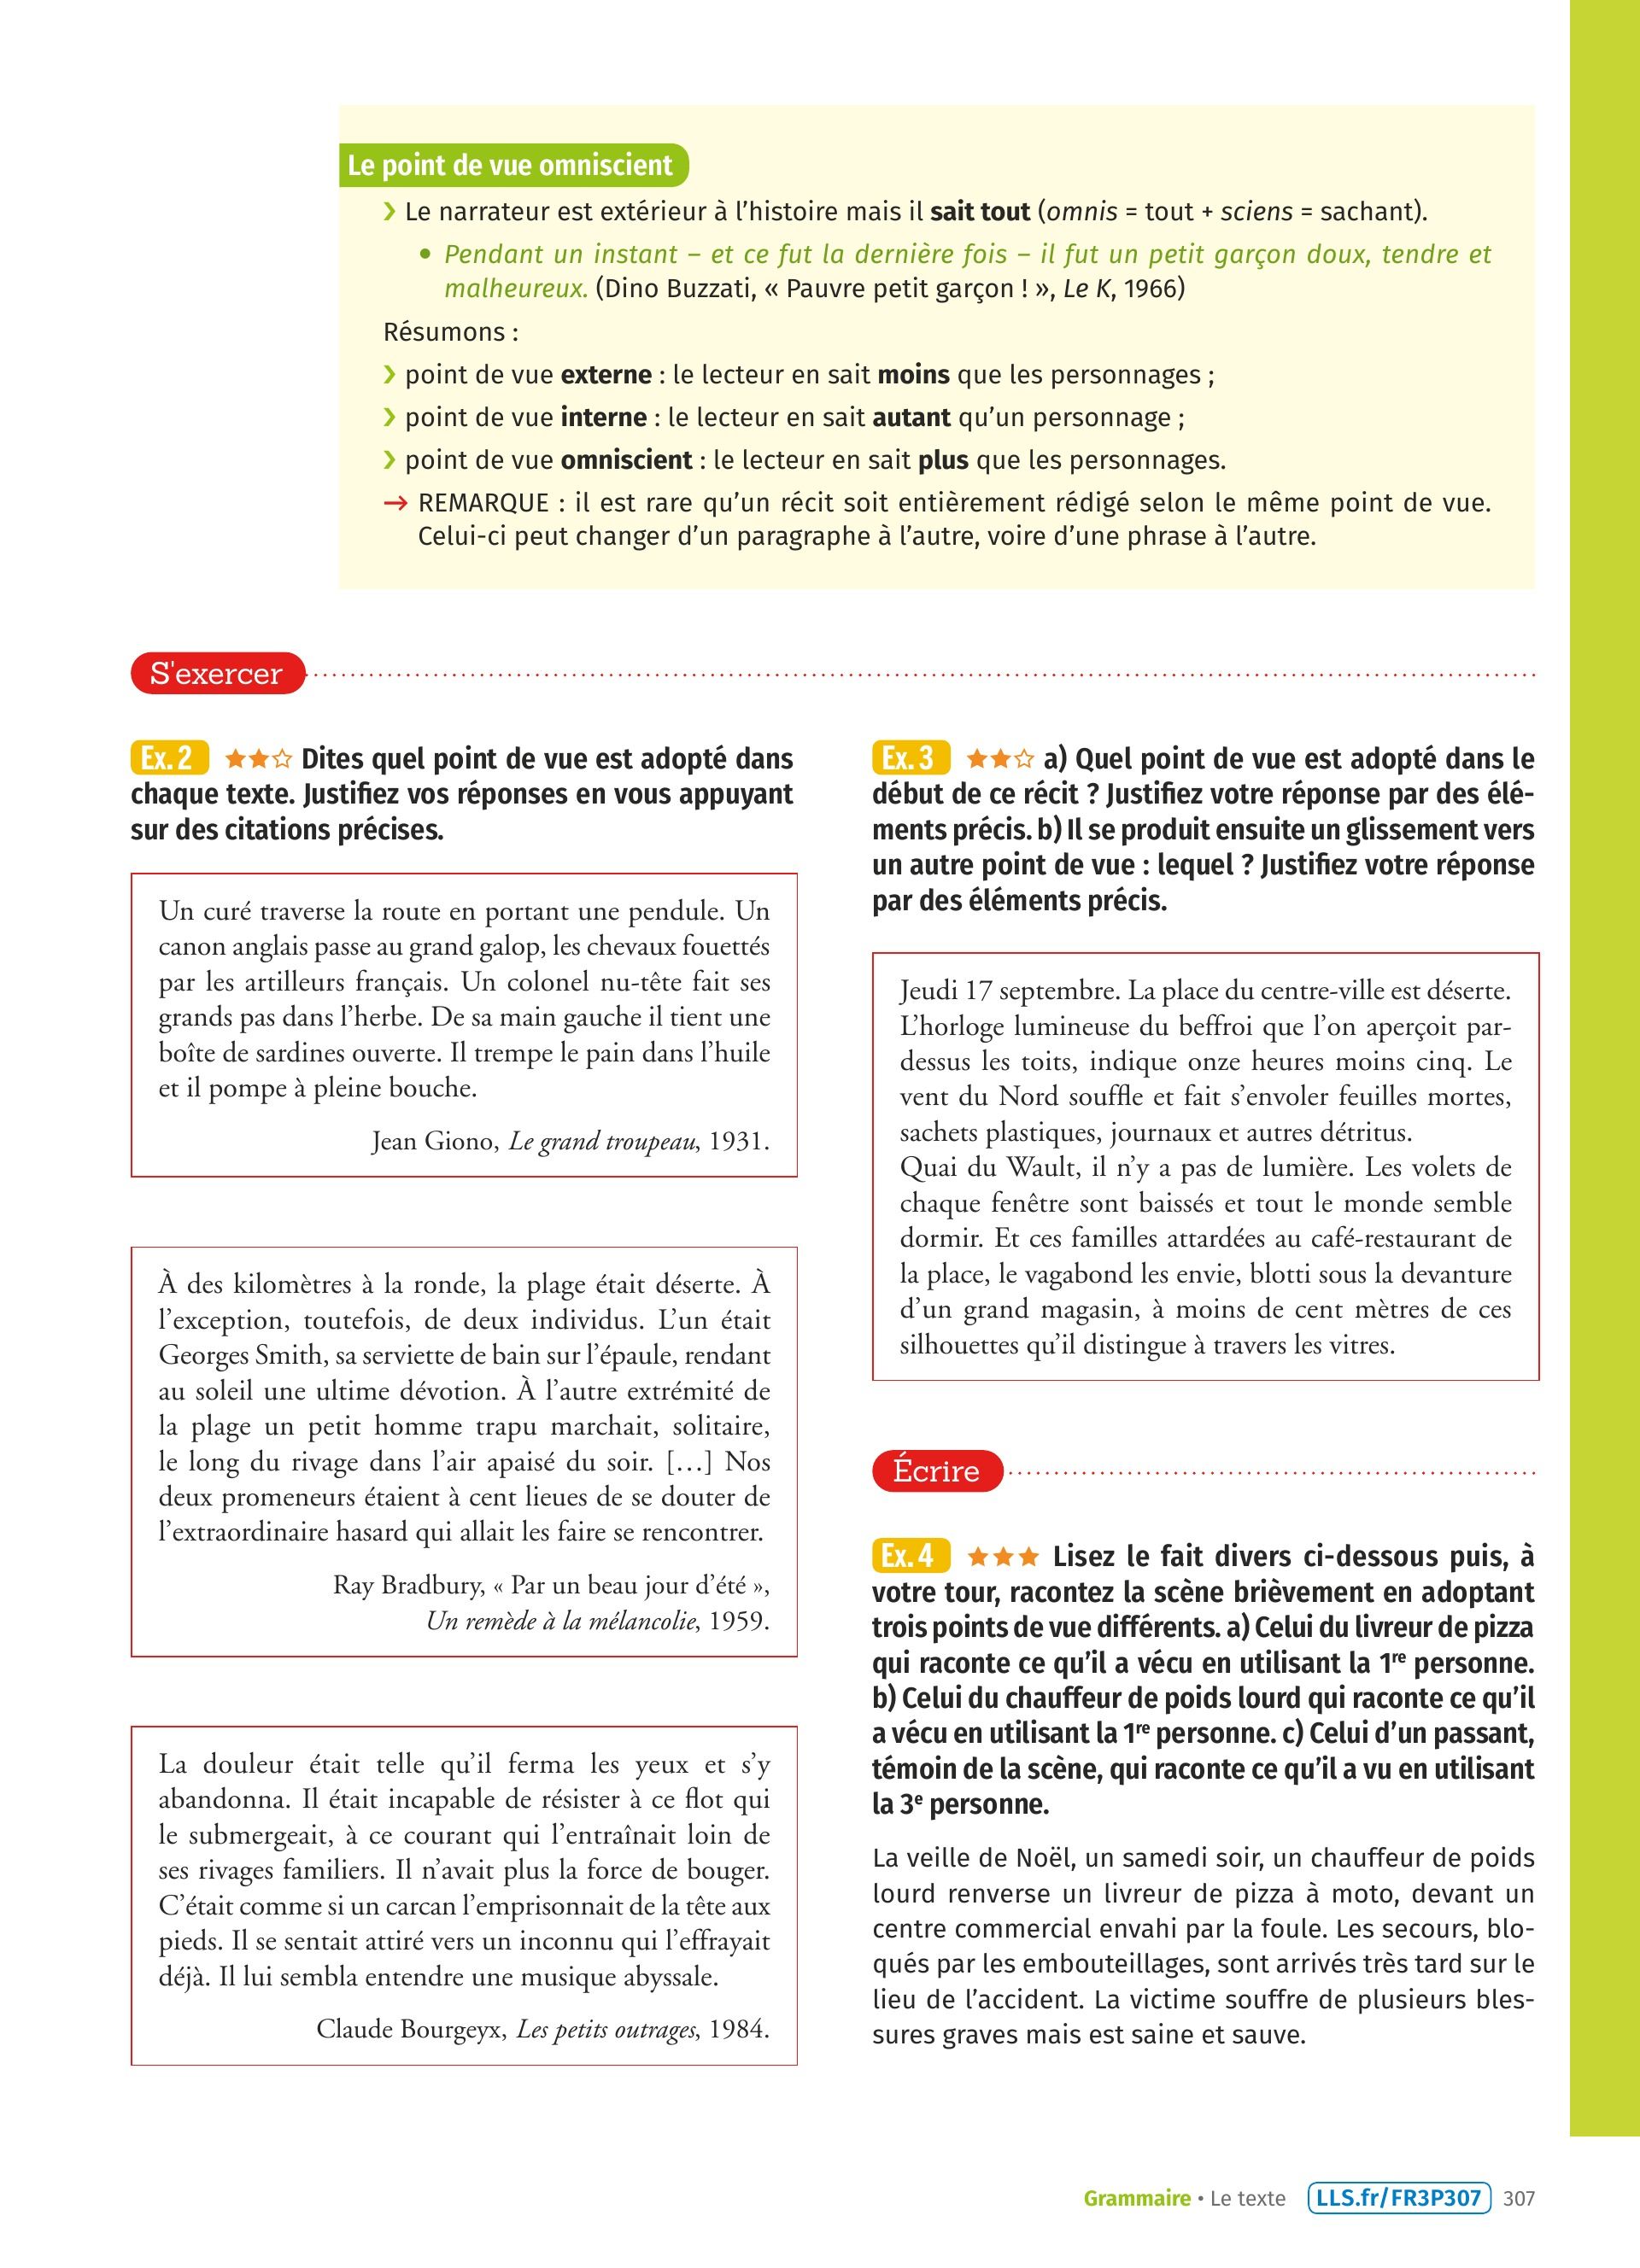 Le point de vue omniscient
› Le narrateur est extérieur à l'histoire mais il sait tout (omnis = tout + sciens = sachant).
• Pendant un instant – et ce fut la dernière fois – il fut un petit garçon doux, tendre et
malheureux. (Dino Buzzati, « Pauvre petit garçon ! », Le K, 1966)
Résumons :
› point de vue externe : le lecteur en sait moins que les personnages ;
› point de vue interne : le lecteur en sait autant qu'un personnage ;
› point de vue omniscient : le lecteur en sait plus que les personnages.
→ REMARQUE : il est rare qu'un récit soit entièrement rédigé selon le même point de vue.
Celui-ci peut changer d'un paragraphe à l'autre, voire d'une phrase à l'autre.
S'exercer
Ex. 2 ★★☆ Dites quel point de vue est adopté dans
chaque texte. Justifiez vos réponses en vous appuyant
sur des citations précises.
Un curé traverse la route en portant une pendule. Un
canon anglais passe au grand galop, les chevaux fouettés
par les artilleurs français. Un colonel nu-tête fait ses
grands pas dans l'herbe. De sa main gauche il tient une
boîte de sardines ouverte. Il trempe le pain dans l'huile
et il pompe à pleine bouche.
Jean Giono, Le grand troupeau, 1931.
À des kilomètres à la ronde, la plage était déserte. À
l'exception, toutefois, de deux individus. L'un était
Georges Smith, sa serviette de bain sur l'épaule, rendant
au soleil une ultime dévotion. À l'autre extrémité de
la plage un petit homme trapu marchait, solitaire,
le long du rivage dans l'air apaisé du soir. […] Nos
deux promeneurs étaient à cent lieues de se douter de
l'extraordinaire hasard qui allait les faire se rencontrer.
Ray Bradbury, « Par un beau jour d'été »,
Un remède à la mélancolie, 1959.
La douleur était telle qu'il ferma les yeux et s'y
abandonna. Il était incapable de résister à ce flot qui
le submergeait, à ce courant qui l'entraînait loin de
ses rivages familiers. Il n'avait plus la force de bouger.
C'était comme si un carcan l'emprisonnait de la tête aux
pieds. Il se sentait attiré vers un inconnu qui l'effrayait
déjà. Il lui sembla entendre une musique abyssale.
Claude Bourgeyx, Les petits outrages, 1984.
Ex. 3 ★★☆ a) Quel point de vue est adopté dans le
début de ce récit ? Justifiez votre réponse par des élé-
ments précis. b) Il se produit ensuite un glissement vers
un autre point de vue : lequel ? Justifiez votre réponse
par des éléments précis.
Jeudi 17 septembre. La place du centre-ville est déserte.
L'horloge lumineuse du beffroi que l'on aperçoit par-
dessus les toits, indique onze heures moins cinq. Le
vent du Nord souffle et fait s'envoler feuilles mortes,
sachets plastiques, journaux et autres détritus.
Quai du Wault, il n'y a pas de lumière. Les volets de
chaque fenêtre sont baissés et tout le monde semble
dormir. Et ces familles attardées au café-restaurant de
la place, le vagabond les envie, blotti sous la devanture
d'un grand magasin, à moins de cent mètres de ces
silhouettes qu'il distingue à travers les vitres.
Écrire
Ex. 4 ★★★ Lisez le fait divers ci-dessous puis, à
votre tour, racontez la scène brièvement en adoptant
trois points de vue différents. a) Celui du livreur de pizza
qui raconte ce qu'il a vécu en utilisant la 1re personne.
b) Celui du chauffeur de poids lourd qui raconte ce qu'il
a vécu en utilisant la 1re personne. c) Celui d'un passant,
témoin de la scène, qui raconte ce qu'il a vu en utilisant
la 3e personne.
La veille de Noël, un samedi soir, un chauffeur de poids
lourd renverse un livreur de pizza à moto, devant un
centre commercial envahi par la foule. Les secours, blo-
qués par les embouteillages, sont arrivés très tard sur le
lieu de l'accident. La victime souffre de plusieurs bles-
sures graves mais est saine et sauve.
Grammaire • Le texte LLS.fr/FR3P307 307